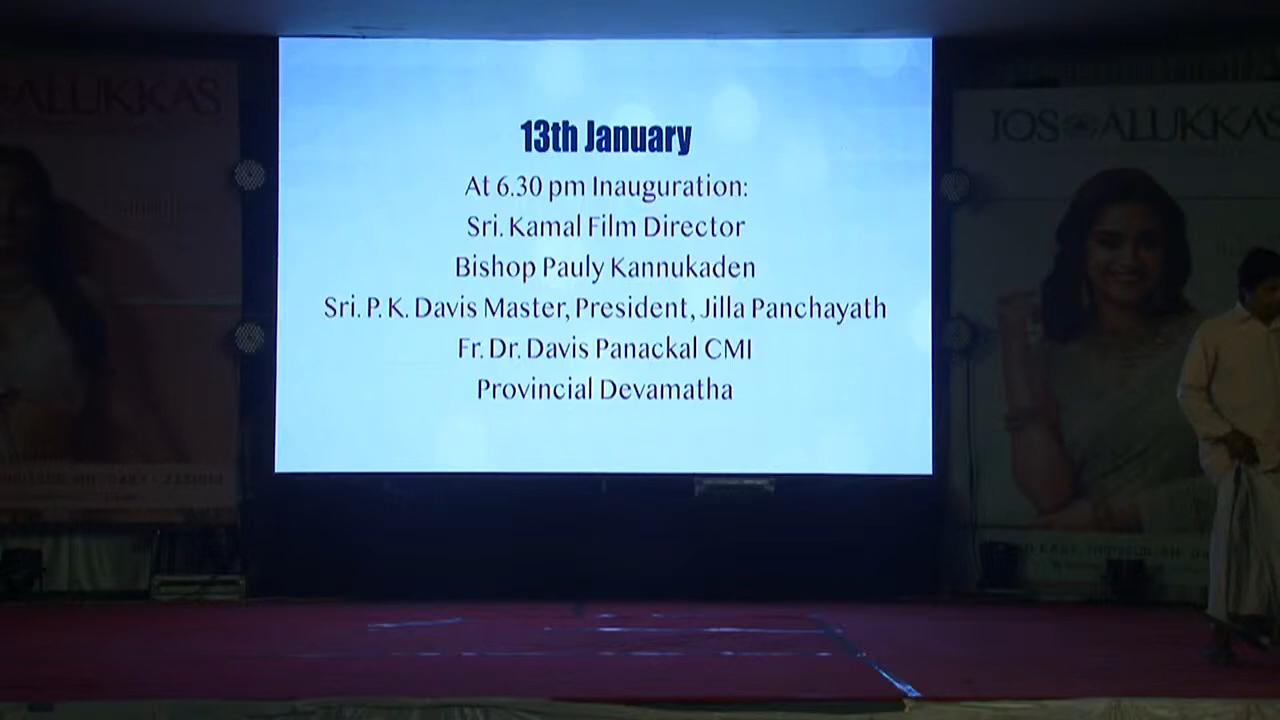 ALUKKAS
JOS ALUKKAS
13th January
At 6.30 pm Inauguration:
Sri. Kamal Film Director
Bishop Pauly Kannukaden
Sri. P. K. Davis Master, President, Jilla Panchayath
Fr. Dr. Davis Panackal CMI
Provincial Devamatha